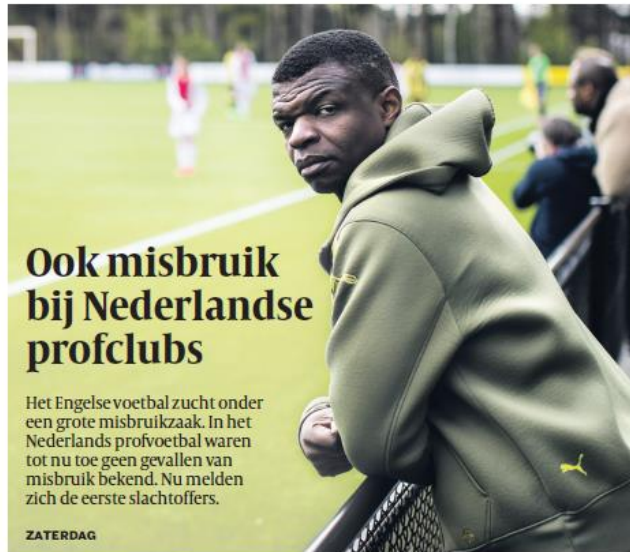 Ook misbruik
bij Nederlandse
profclubs
Het Engelse voetbal zucht onder
een grote misbruikzaak. In het
Nederlands profvoetbal waren
tot nu toe geen gevallen van
misbruik bekend. Nu melden
zich de eerste slachtoffers.
ZATERDAG